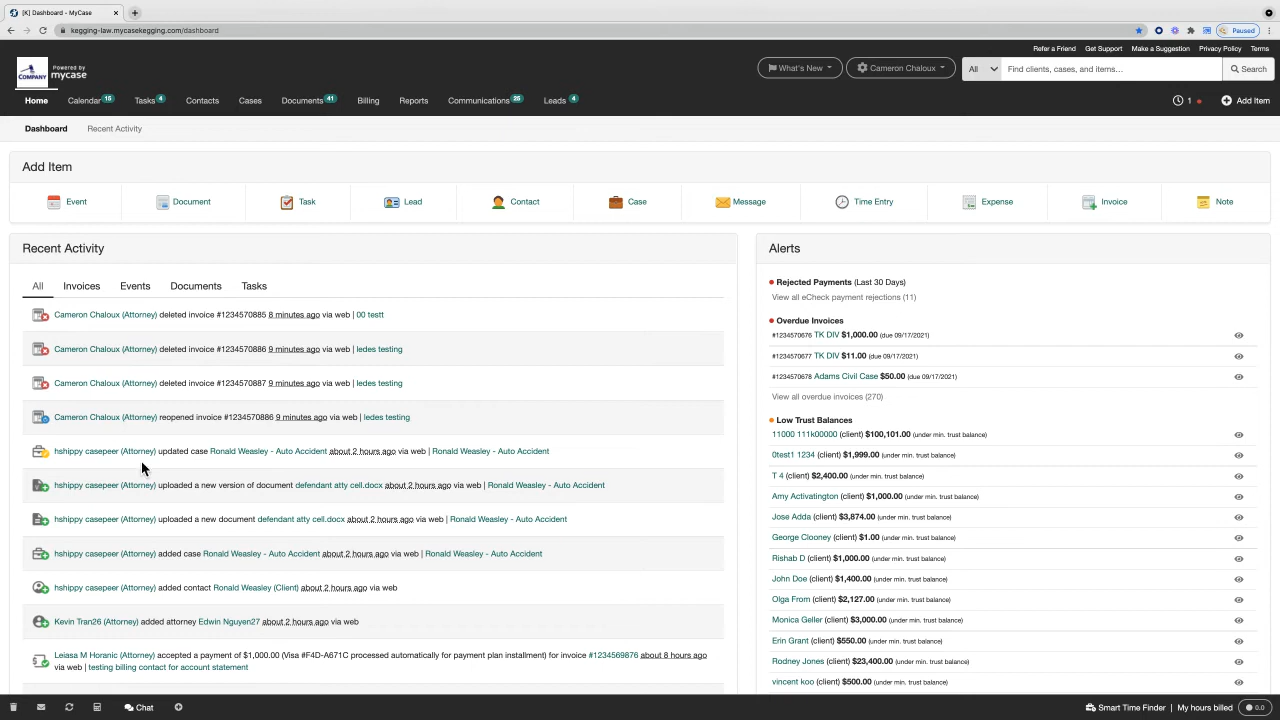 [K] Dashboard - MyCase
kegging-law.mycasekegging.com/dashboard
Paused
Refer a Friend Get Support Make a Suggestion Privacy Policy Terms
COMPANY Powered by mycase
What's New Cameron Chaloux All Find clients, cases, and items... Search
Home Calendar 15 Tasks 4 Contacts Cases Documents 41 Billing Reports Communications 25 Leads 4 1 Add Item
Dashboard Recent Activity
Add Item
Event Document Task Lead Contact Case Message Time Entry Expense Invoice Note
Recent Activity
All Invoices Events Documents Tasks
Cameron Chaloux (Attorney) deleted invoice #1234570885 8 minutes ago via web | 00 testt
Cameron Chaloux (Attorney) deleted invoice #1234570886 9 minutes ago via web | ledes testing
Cameron Chaloux (Attorney) deleted invoice #1234570887 9 minutes ago via web | ledes testing
Cameron Chaloux (Attorney) reopened invoice #1234570886 9 minutes ago via web | ledes testing
hshippy casepeer (Attorney) updated case Ronald Weasley - Auto Accident about 2 hours ago via web | Ronald Weasley - Auto Accident
hshippy casepeer (Attorney) uploaded a new version of document defendant atty cell.docx about 2 hours ago via web | Ronald Weasley - Auto Accident
hshippy casepeer (Attorney) uploaded a new document defendant atty cell.docx about 2 hours ago via web | Ronald Weasley - Auto Accident
hshippy casepeer (Attorney) added case Ronald Weasley - Auto Accident about 2 hours ago via web | Ronald Weasley - Auto Accident
hshippy casepeer (Attorney) added contact Ronald Weasley (Client) about 2 hours ago via web
Kevin Tran26 (Attorney) added attorney Edwin Nguyen27 about 2 hours ago via web
Leiasa M Horanic (Attorney) accepted a payment of $1,000.00 (Visa #F4D-A671C processed automatically for payment plan installment) for invoice #1234569876 about 8 hours ago
via web | testing billing contact for account statement
Alerts
Rejected Payments (Last 30 Days)
View all eCheck payment rejections (11)
Overdue Invoices
#1234570676 TK DIV $1,000.00 (due 09/17/2021)
#1234570677 TK DIV $11.00 (due 09/17/2021)
#1234570678 Adams Civil Case $50.00 (due 09/17/2021)
View all overdue invoices (270)
Low Trust Balances
11000 111k00000 (client) $100,101.00 (under min. trust balance)
0test1 1234 (client) $1,999.00 (under min. trust balance)
T 4 (client) $2,400.00 (under min. trust balance)
Amy Activatington (client) $1,000.00 (under min. trust balance)
Jose Adda (client) $3,874.00 (under min. trust balance)
George Clooney (client) $1.00 (under min. trust balance)
Rishab D (client) $1,000.00 (under min. trust balance)
John Doe (client) $1,400.00 (under min. trust balance)
Olga From (client) $2,127.00 (under min. trust balance)
Monica Geller (client) $3,000.00 (under min. trust balance)
Erin Grant (client) $550.00 (under min. trust balance)
Rodney Jones (client) $23,400.00 (under min. trust balance)
vincent koo (client) $500.00 (under min. trust balance)
Chat Smart Time Finder | My hours billed 0.0